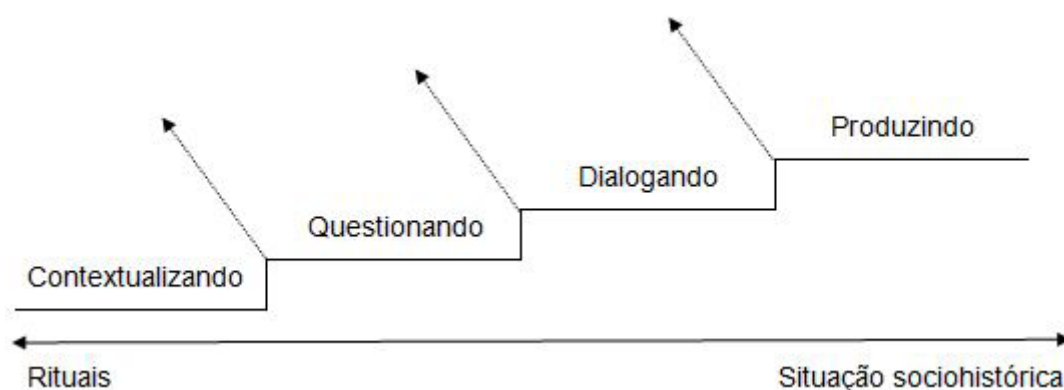 Produzindo
Dialogando
Questionando
Contextualizando
Rituais
Situação sociohistórica